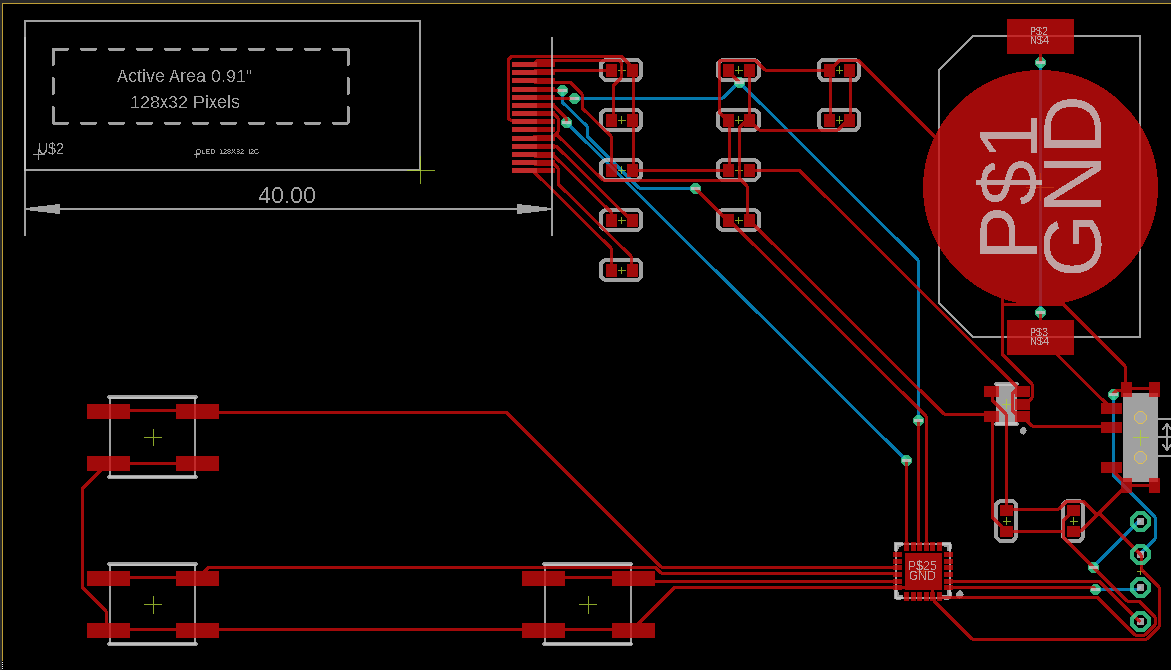 Active Area 0.91"
128x32 Pixels
U$2
OLED 128X32 I2C
40.00
P$2
N$4
P$1
GND
P$3
N$4
P$25
GND